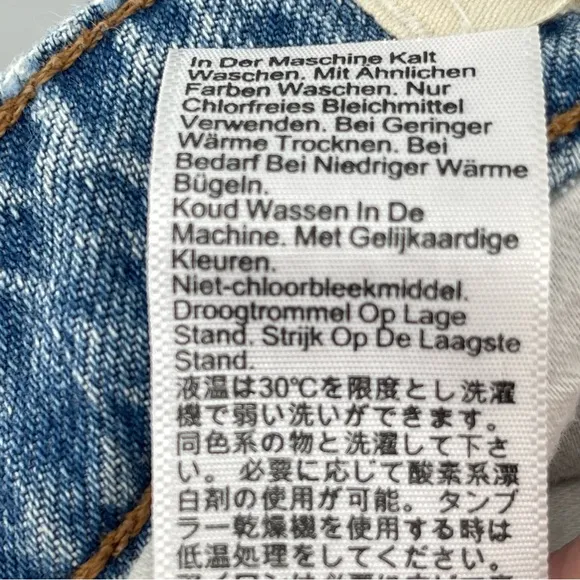 In Der Maschine Kalt
Waschen. Mit Ähnlichen
Farben Waschen. Nur
Chlorfreies Bleichmittel
Verwenden. Bei Geringer
Wärme Trocknen. Bei
Bedarf Bei Niedriger Wärme
Bügeln.
Koud Wassen In De
Machine. Met Gelijkaardige
Kleuren.
Niet-chloorbleekmiddel.
Droogtrommel Op Lage
Stand. Strijk Op De Laagste
Stand.
液温は30℃を限度とし洗濯
機で弱い洗いができます。
同色系の物と洗濯して下さ
い。必要に応じて酸素系漂
白剤の使用が可能。タンブ
ラー乾燥機を使用する時は
低温処理をしてください。